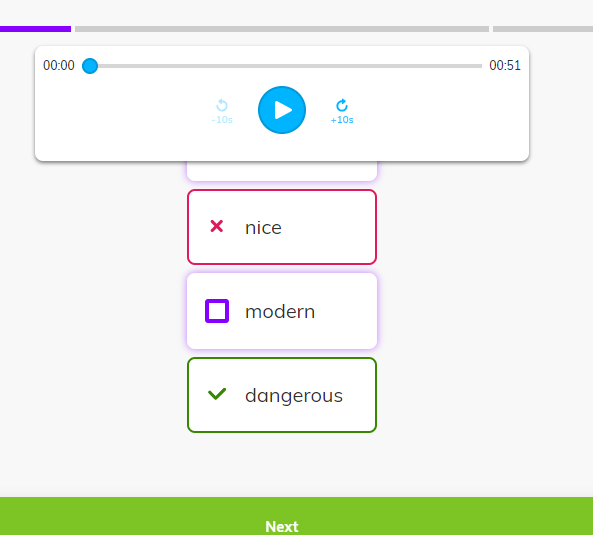 00:00 00:51
-10s +10s
nice
modern
dangerous
Next